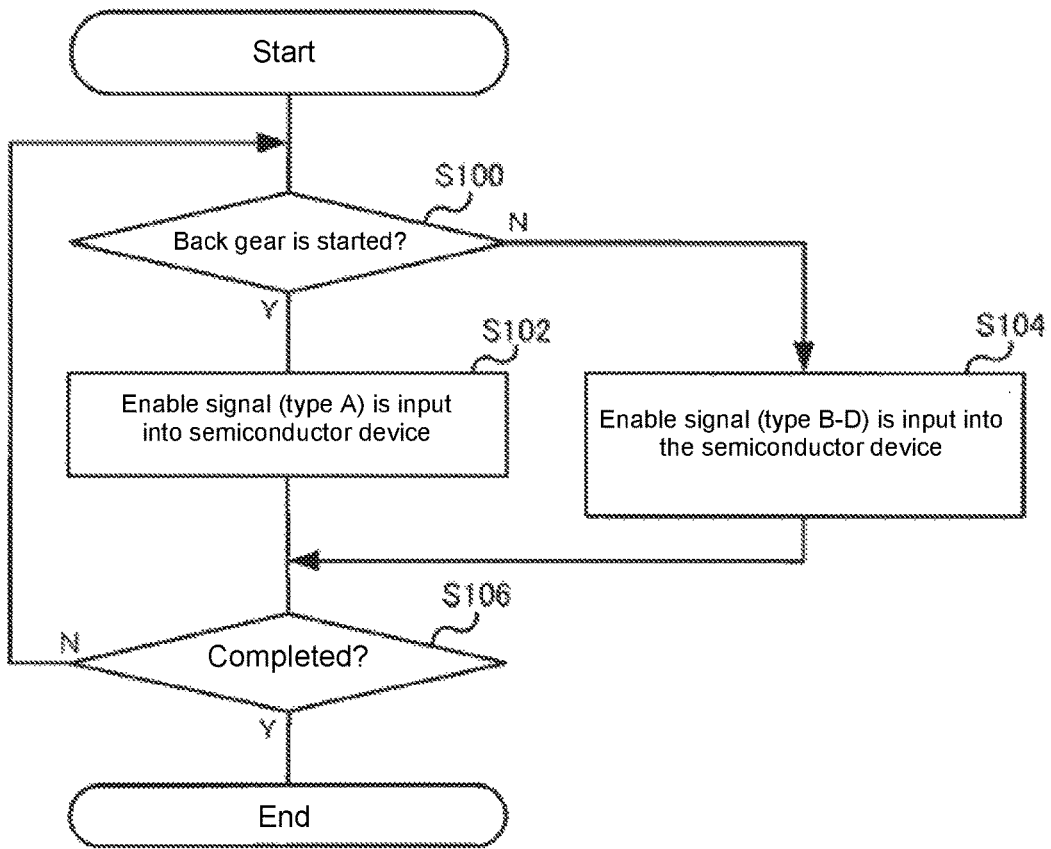 Start
S100
Back gear is started?
N
Y
S102
Enable signal (type A) is input
into semiconductor device
S104
Enable signal (type B-D) is input into
the semiconductor device
S106
Completed?
N
Y
End